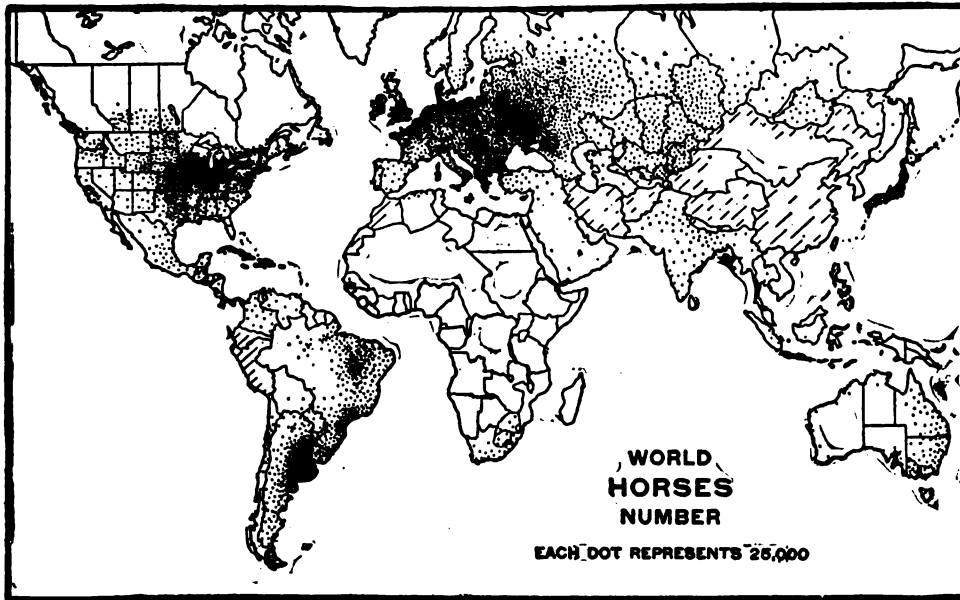 WORLD
HORSES
NUMBER
EACH DOT REPRESENTS 25,000